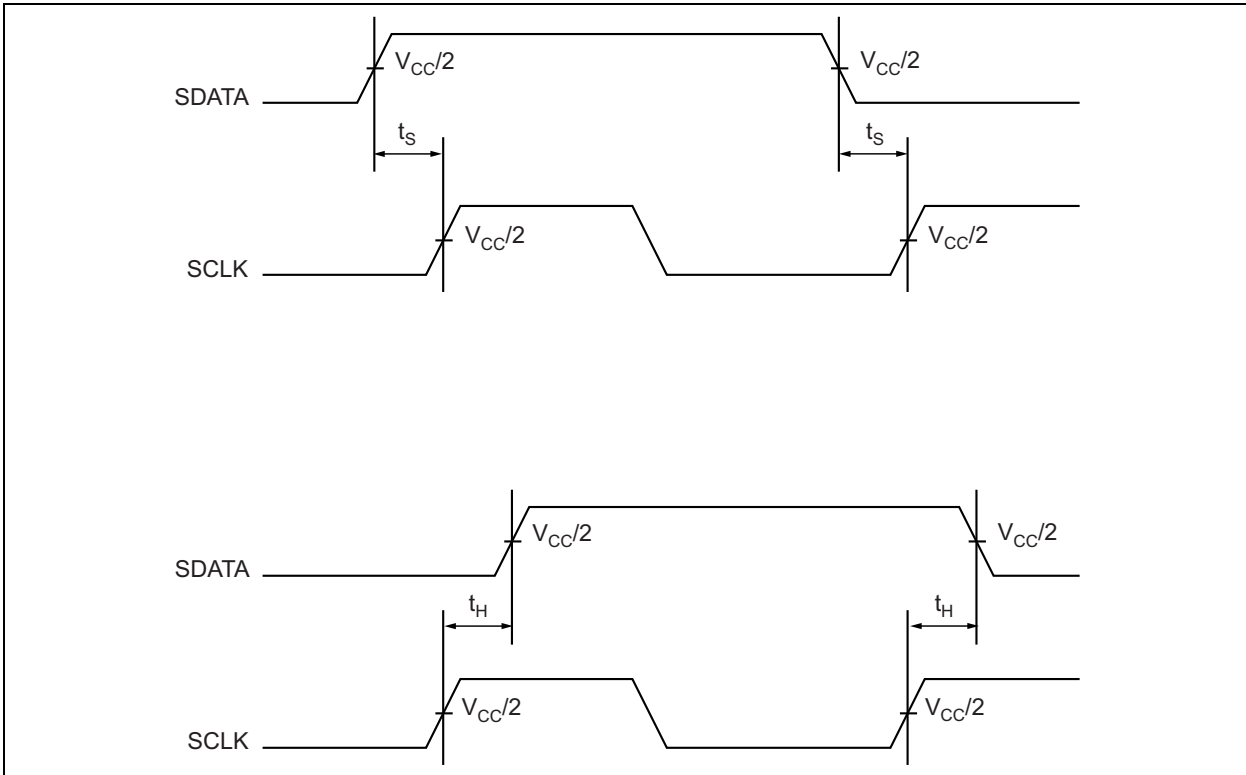 V_CC/2 V_CC/2
SDATA
t_S t_S
V_CC/2 V_CC/2
SCLK
V_CC/2 V_CC/2
SDATA
t_H t_H
V_CC/2 V_CC/2
SCLK